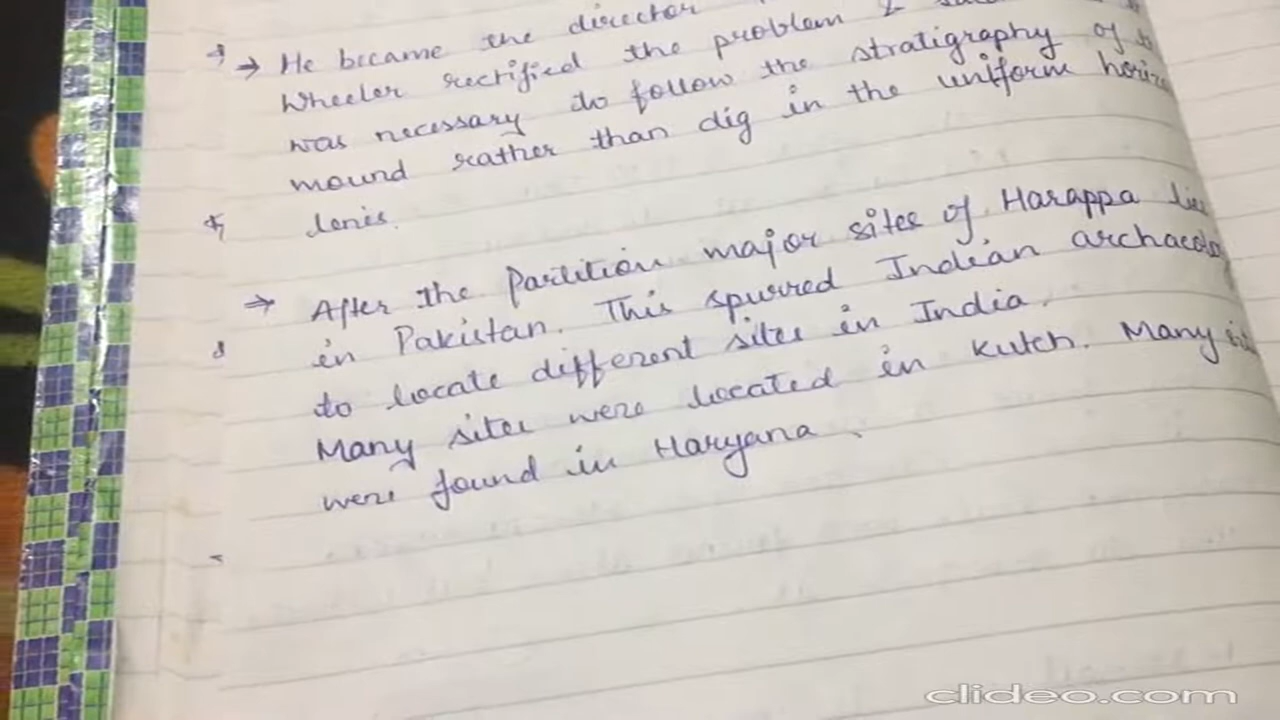 → He became the director
Wheeler rectified the problem &
was necessary to follow the stratigraphy of
mound rather than dig in the uniform
lines.
⇒ After the Partition major sites of Harappa
in Pakistan. This spurred Indian
to locate different sites in India.
Many sites were located in Kutch. Many
were found in Haryana.
clideo.com